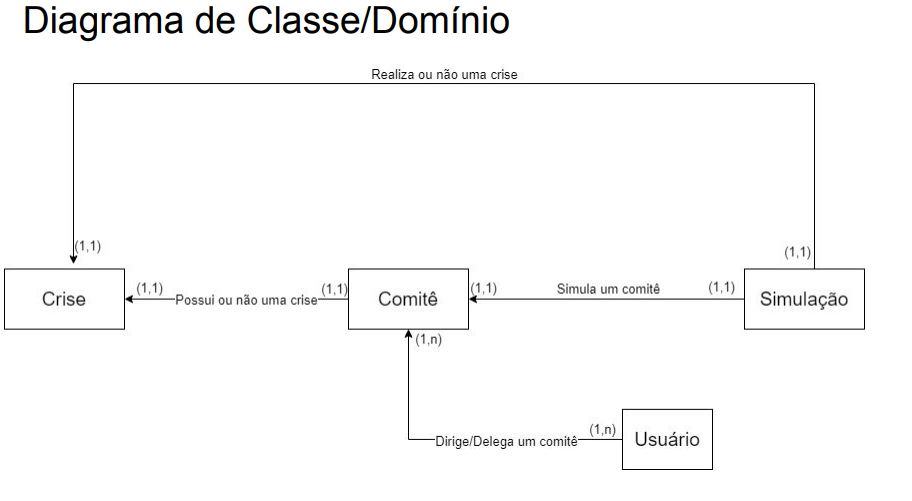 Diagrama de Classe/Domínio
Realiza ou não uma crise
(1,1)
(1,1)
Crise
(1,1)
Possui ou não uma crise
(1,1)
Comitê
(1,1)
Simula um comitê
(1,1)
Simulação
(1,n)
Dirige/Delega um comitê
(1,n)
Usuário